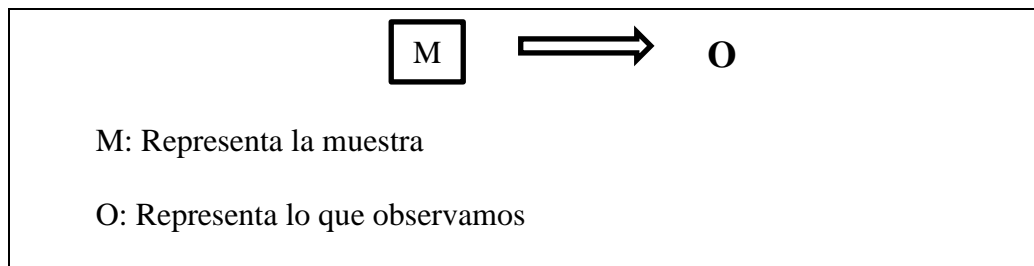 M O
M: Representa la muestra
O: Representa lo que observamos